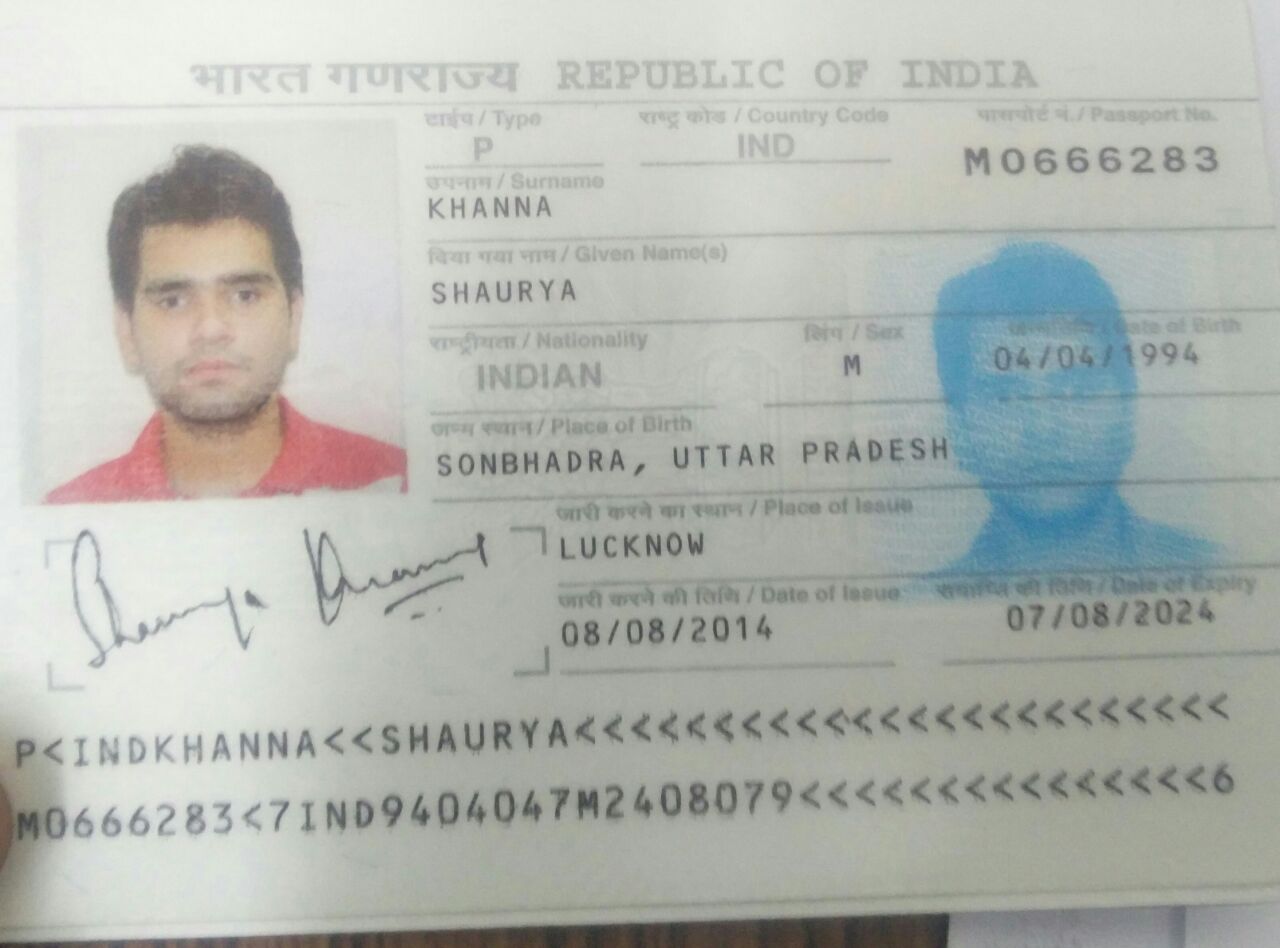 भारत गणराज्य REPUBLIC OF INDIA
टाईप / Type राष्ट्र कोड / Country Code पासपोर्ट नं. / Passport No.
P IND M0666283
उपनाम / Surname
KHANNA
दिया गया नाम / Given Name(s)
SHAURYA
राष्ट्रीयता / Nationality लिंग / Sex जन्मतिथि / Date of Birth
INDIAN M 04/04/1994
जन्म स्थान / Place of Birth
SONBHADRA, UTTAR PRADESH
जारी करने का स्थान / Place of Issue
LUCKNOW
Shaurya Khanna
जारी करने की तिथि / Date of Issue समाप्ति की तिथि / Date of Expiry
08/08/2014 07/08/2024
P<INDKHANNA<<SHAURYA<<<<<<<<<<<<<<<<<<<<<<<<
M0666283<7IND9404047M2408079<<<<<<<<<<<<<<<6